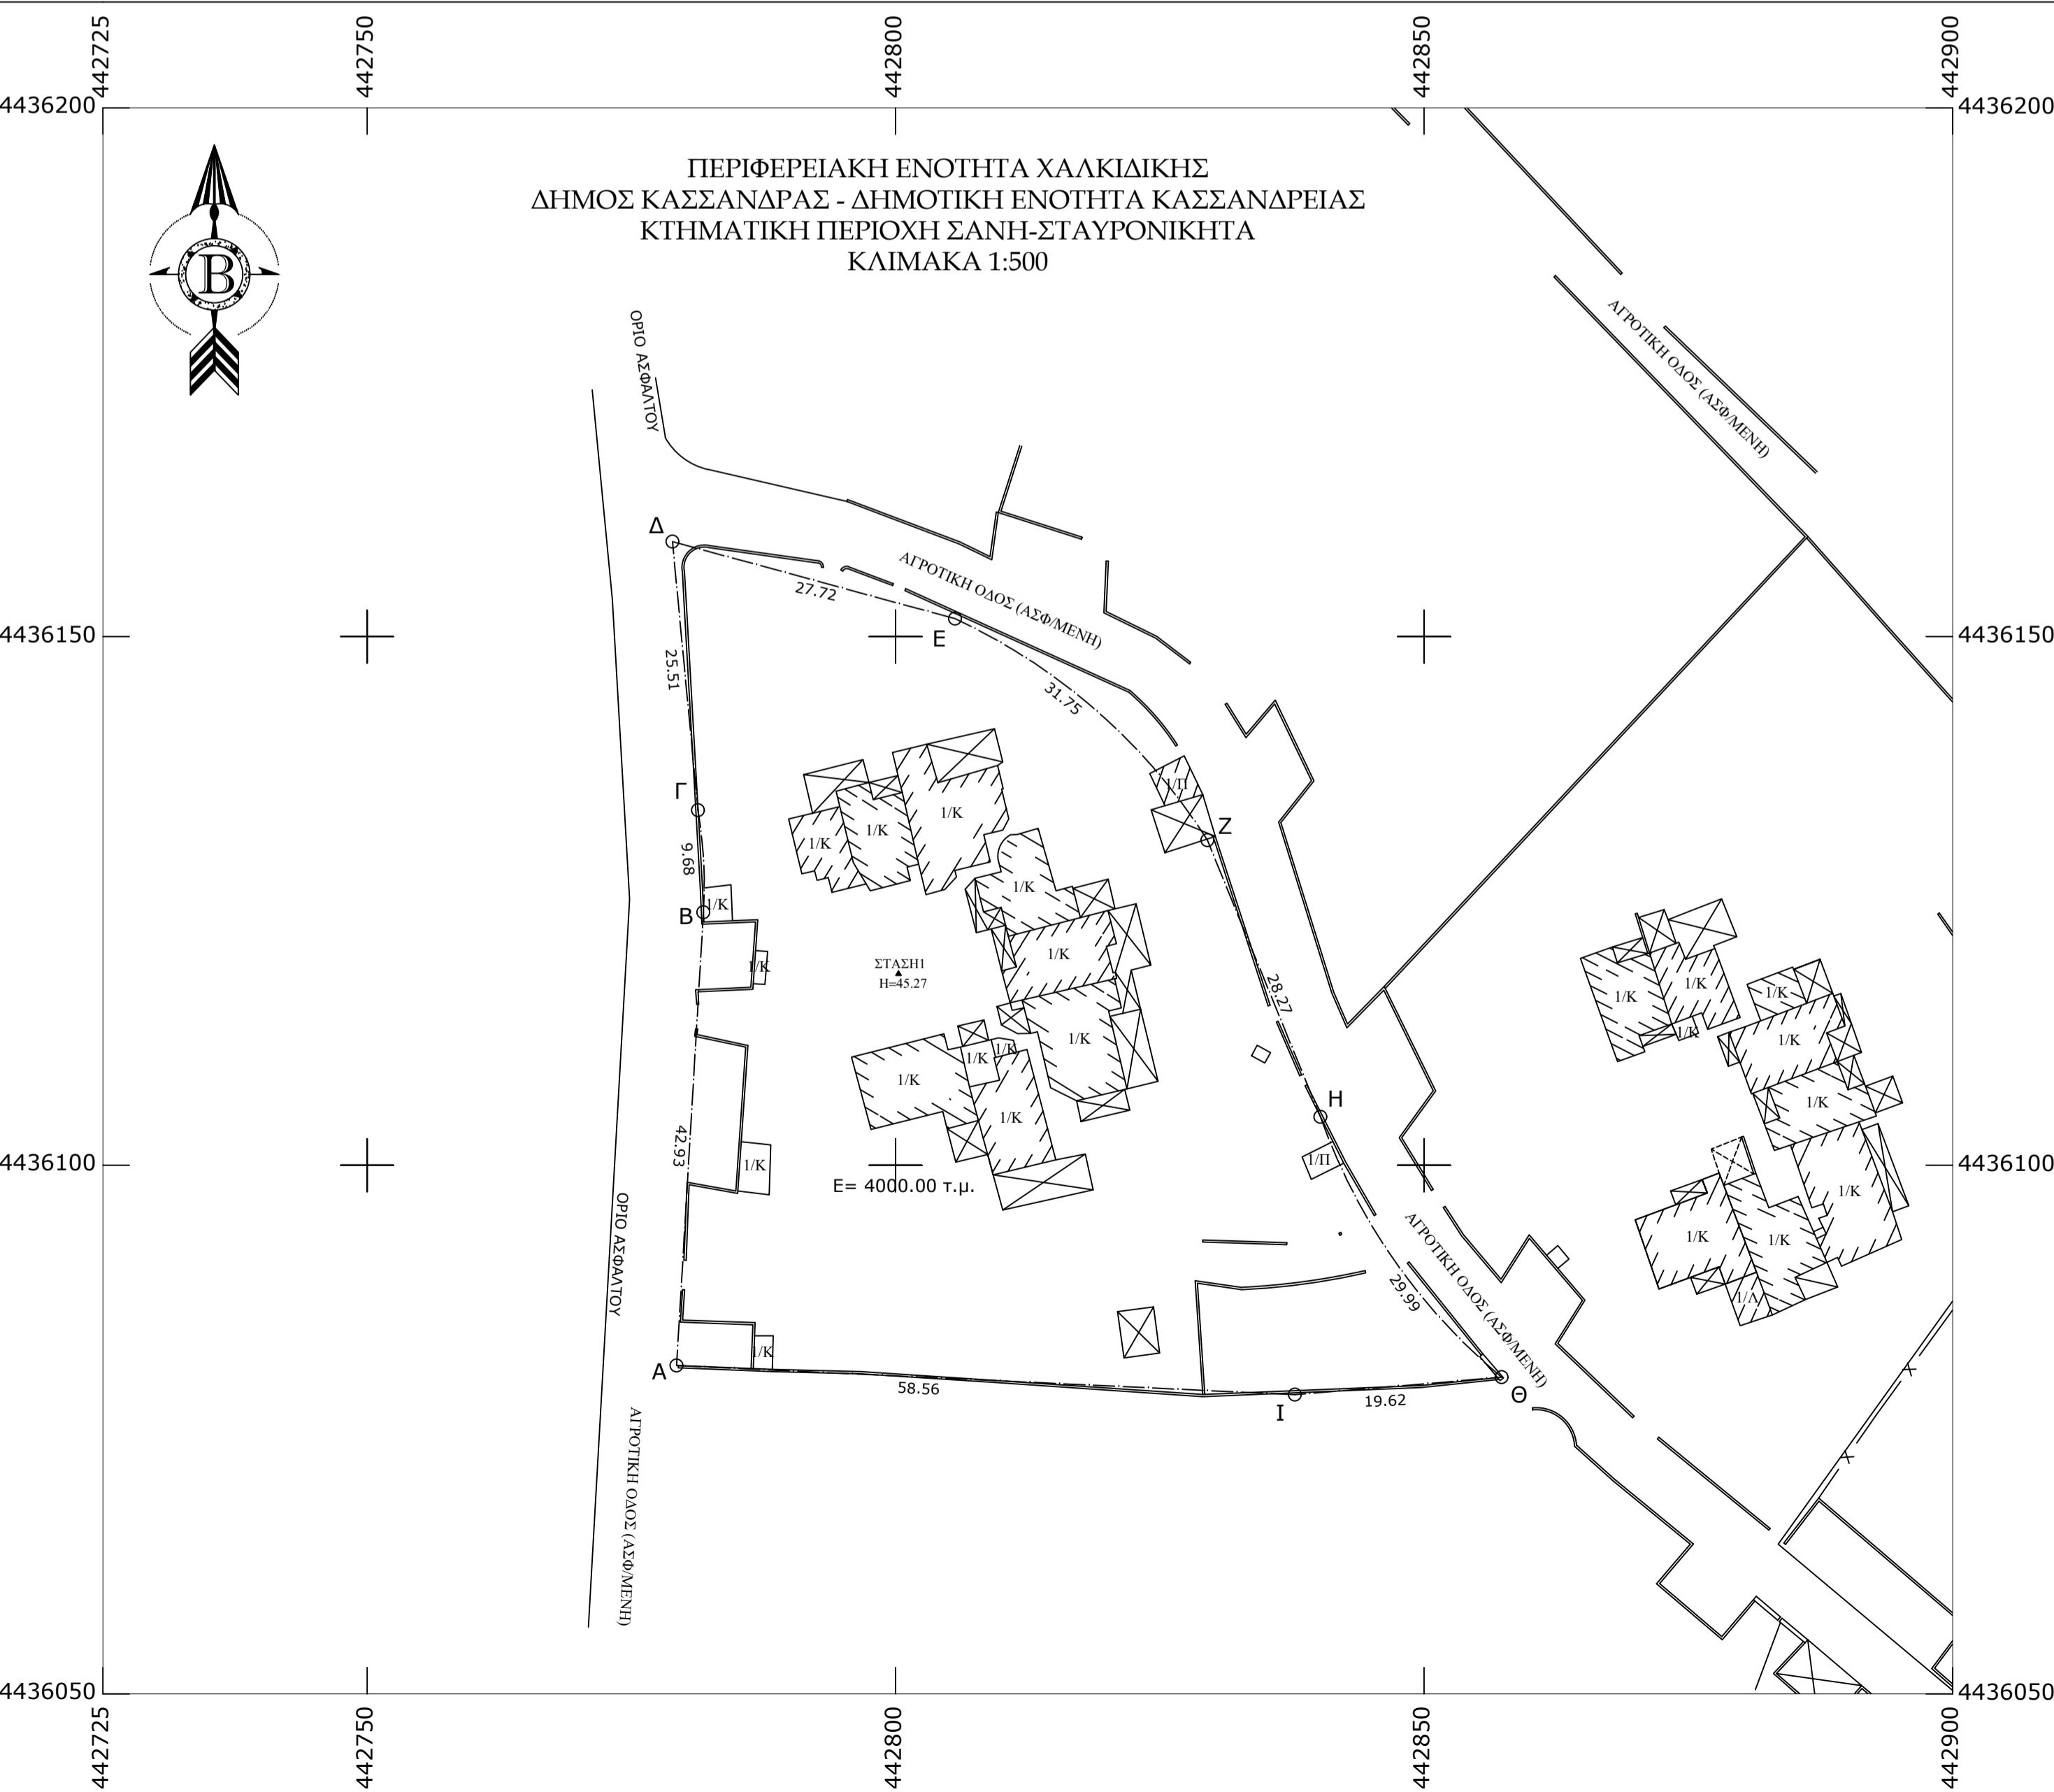 442725
442750
442800
442850
442900
4436200
4436200
ΠΕΡΙΦΕΡΕΙΑΚΗ ΕΝΟΤΗΤΑ ΧΑΛΚΙΔΙΚΗΣ
ΔΗΜΟΣ ΚΑΣΣΑΝΔΡΑΣ - ΔΗΜΟΤΙΚΗ ΕΝΟΤΗΤΑ ΚΑΣΣΑΝΔΡΕΙΑΣ
ΚΤΗΜΑΤΙΚΗ ΠΕΡΙΟΧΗ ΣΑΝΗ-ΣΤΑΥΡΟΝΙΚΗΤΑ
ΚΛΙΜΑΚΑ 1:500
Β
ΟΡΙΟ ΑΣΦΑΛΤΟΥ
ΑΓΡΟΤΙΚΗ ΟΔΟΣ (ΑΣΦ/ΜΕΝΗ)
Δ
ΑΓΡΟΤΙΚΗ ΟΔΟΣ (ΑΣΦ/ΜΕΝΗ)
27.72
4436150
Ε
4436150
25.51
31.75
Γ
1/Π
Ζ
1/Κ
1/Κ
1/Κ
9.68
1/Κ
Β
1/Κ
1/Κ
1/Κ
ΣΤΑΣΗ1
Η=45.27
28.27
1/Κ
1/Κ
1/Κ
1/Κ
1/Κ
1/Κ
1/Κ
1/Κ
1/Κ
1/Κ
1/Κ
Η
1/Κ
42.93
4436100
1/Κ
1/Π
4436100
Ε= 4000.00 τ.μ.
1/Κ
1/Κ
1/Κ
ΟΡΙΟ ΑΣΦΑΛΤΟΥ
ΑΓΡΟΤΙΚΗ ΟΔΟΣ (ΑΣΦ/ΜΕΝΗ)
29.99
1/Λ
1/Κ
Α
58.56
Ι
19.62
Θ
ΑΓΡΟΤΙΚΗ ΟΔΟΣ (ΑΣΦ/ΜΕΝΗ)
4436050
4436050
442725
442750
442800
442850
442900